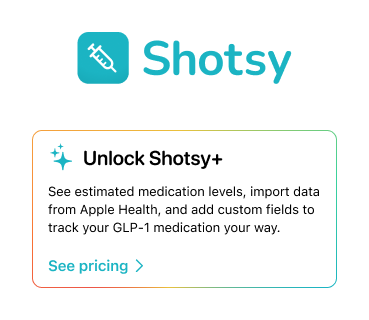 Shotsy
Unlock Shotsy+
See estimated medication levels, import data
from Apple Health, and add custom fields to
track your GLP-1 medication your way.
See pricing